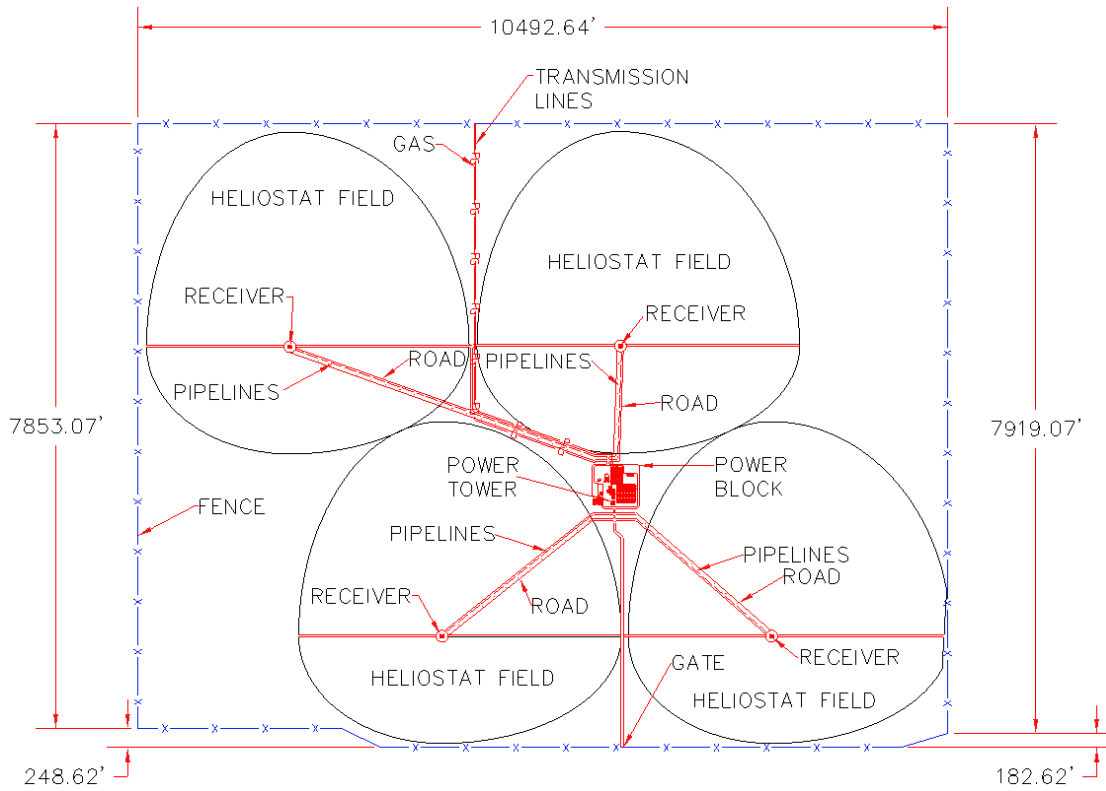 10492.64'
TRANSMISSION
LINES
GAS
HELIOSTAT FIELD
HELIOSTAT FIELD
RECEIVER
RECEIVER
ROAD
PIPELINES
PIPELINES
ROAD
7853.07'
7919.07'
POWER
TOWER
POWER
BLOCK
FENCE
PIPELINES
PIPELINES
ROAD
RECEIVER
ROAD
GATE
RECEIVER
HELIOSTAT FIELD
HELIOSTAT FIELD
248.62'
182.62'